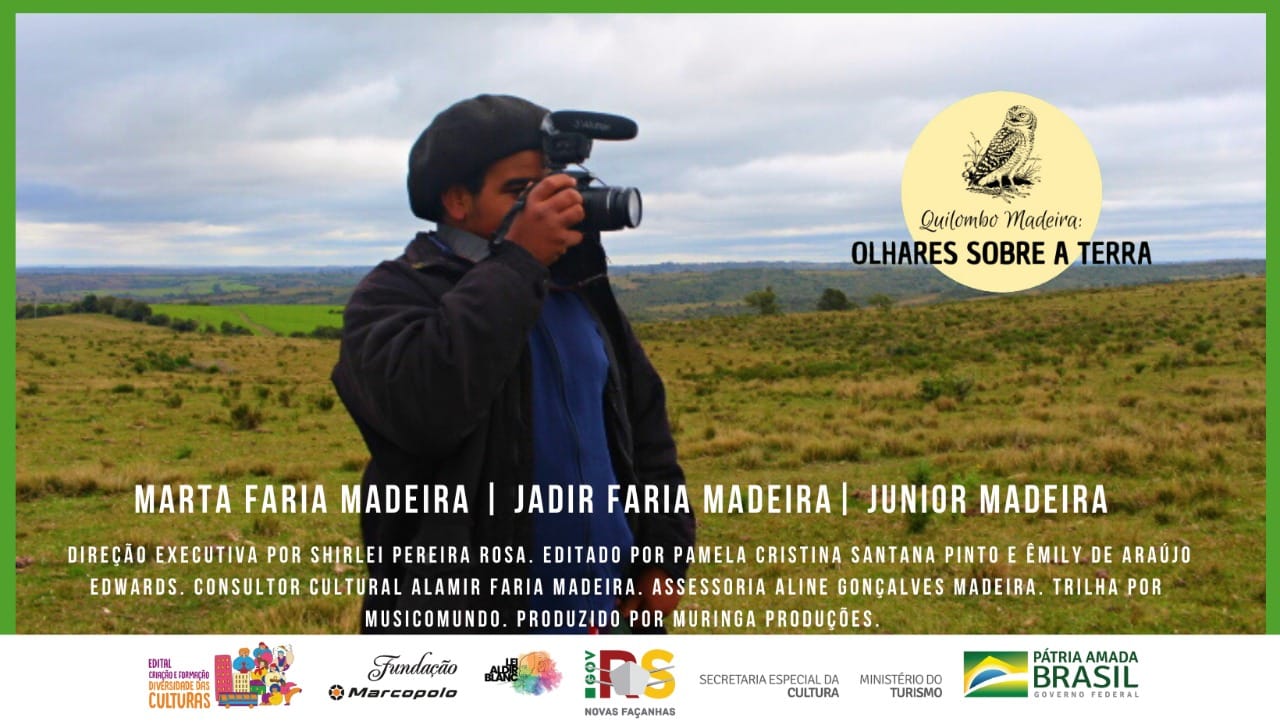 Quilombo Madeira:
OLHARES SOBRE A TERRA
MARTA FARIA MADEIRA | JADIR FARIA MADEIRA| JUNIOR MADEIRA
DIREÇÃO EXECUTIVA POR SHIRLEI PEREIRA ROSA. EDITADO POR PAMELA CRISTINA SANTANA PINTO E ÊMILY DE ARAÚJO
EDWARDS. CONSULTOR CULTURAL ALAMIR FARIA MADEIRA. ASSESSORIA ALINE GONÇALVES MADEIRA. TRILHA POR
MUSICOMUNDO. PRODUZIDO POR MURINGA PRODUÇÕES.
EDITAL
CRIAÇÃO E FORMAÇÃO
DIVERSIDADE DAS
CULTURAS
Fundação
Marcopolo
LEI
ALDIR
BLANC
.GOV
RS
NOVAS FAÇANHAS
SECRETARIA ESPECIAL DA
CULTURA
MINISTÉRIO DO
TURISMO
PÁTRIA AMADA
BRASIL
GOVERNO FEDERAL